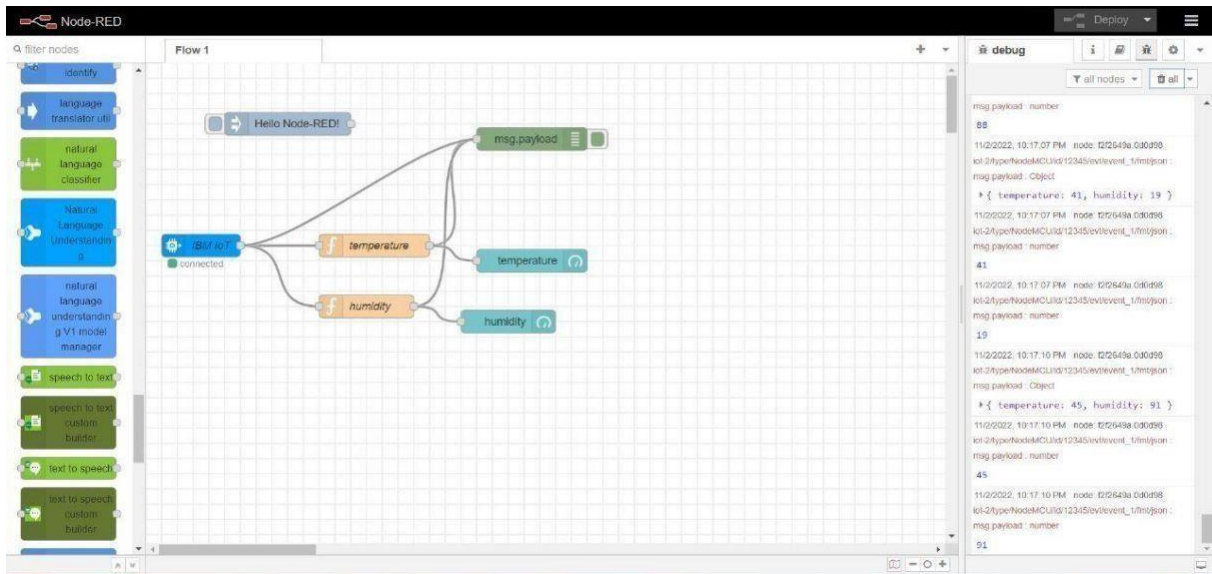 Node-RED
Deploy
filter nodes
Flow 1
debug
i
all nodes
all
identify
language
translator util
natural
language
classifier
Natural
Language
Understandin
g
natural
language
understandin
g V1 model
manager
speech to text
speech to text
custom
builder
text to speech
text to speech
custom
builder
Hello Node-RED!
msg.payload
IBM IoT
connected
temperature
temperature
humidity
humidity
msg.payload : number
88
11/2/2022, 10:17:07 PM node: f2f2649a.0d0d98
iot-2/type/NodeMCU/id/12345/evt/event_1/fmt/json :
msg.payload : Object
{ temperature: 41, humidity: 19 }
11/2/2022, 10:17:07 PM node: f2f2649a.0d0d98
iot-2/type/NodeMCU/id/12345/evt/event_1/fmt/json :
msg.payload : number
41
11/2/2022, 10:17:07 PM node: f2f2649a.0d0d98
iot-2/type/NodeMCU/id/12345/evt/event_1/fmt/json :
msg.payload : number
19
11/2/2022, 10:17:10 PM node: f2f2649a.0d0d98
iot-2/type/NodeMCU/id/12345/evt/event_1/fmt/json :
msg.payload : Object
{ temperature: 45, humidity: 91 }
11/2/2022, 10:17:10 PM node: f2f2649a.0d0d98
iot-2/type/NodeMCU/id/12345/evt/event_1/fmt/json :
msg.payload : number
45
11/2/2022, 10:17:10 PM node: f2f2649a.0d0d98
iot-2/type/NodeMCU/id/12345/evt/event_1/fmt/json :
msg.payload : number
91